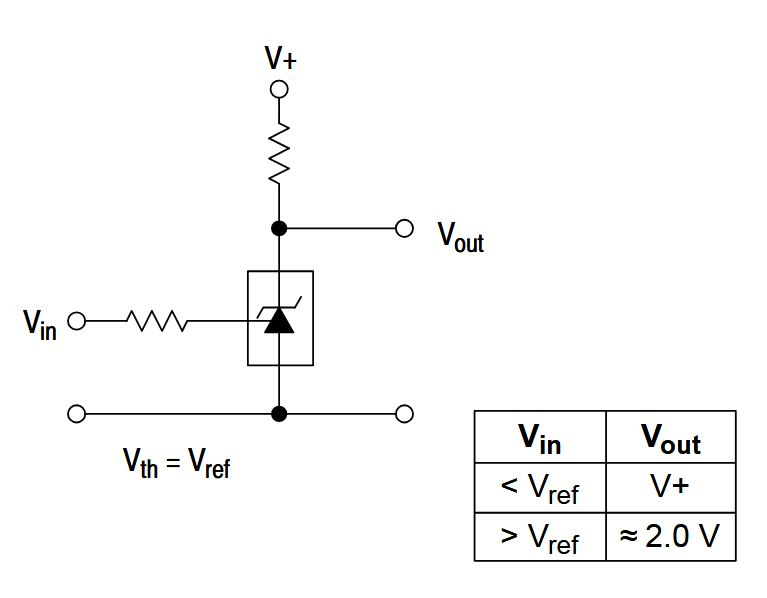 V+
Vout
Vin
Vth = Vref
Vin Vout
< Vref V+
> Vref ≈ 2.0 V